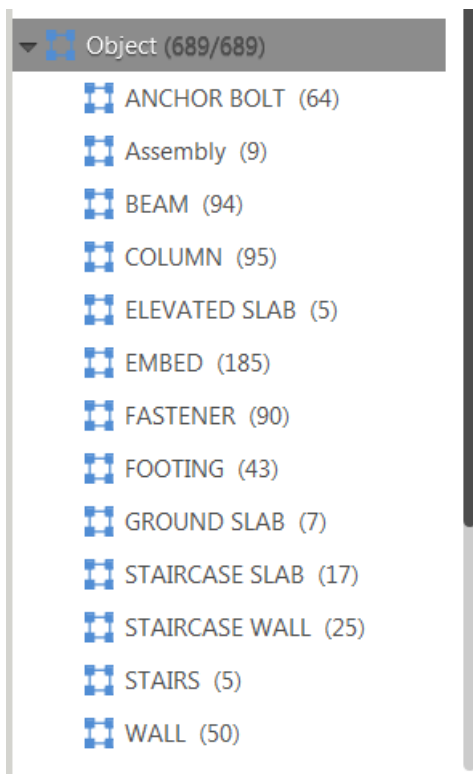 Object (689/689)
ANCHOR BOLT (64)
Assembly (9)
BEAM (94)
COLUMN (95)
ELEVATED SLAB (5)
EMBED (185)
FASTENER (90)
FOOTING (43)
GROUND SLAB (7)
STAIRCASE SLAB (17)
STAIRCASE WALL (25)
STAIRS (5)
WALL (50)